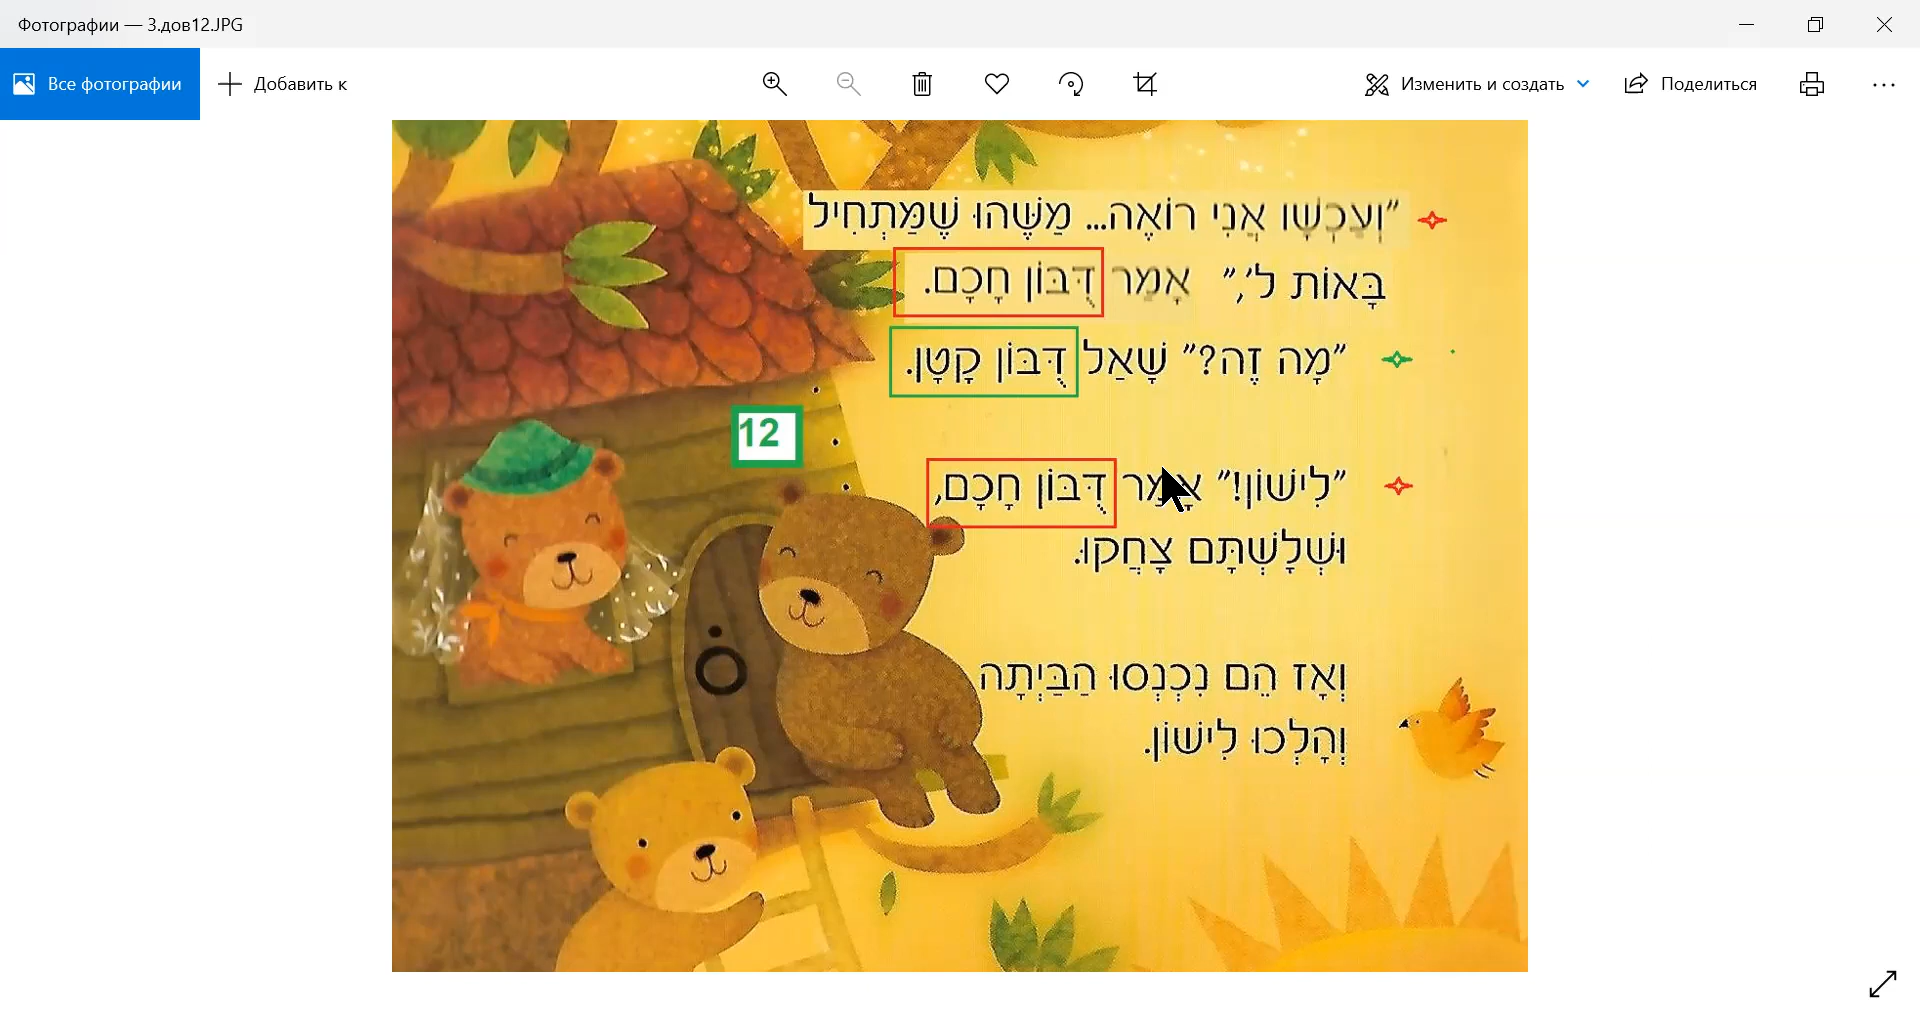 Фотографии — 3.дов12.JPG
Все фотографии
Добавить к
Изменить и создать
Поделиться
״וְעַכְשָׁו אֲנִי רוֹאֶה... מַשֶּׁהוּ שֶׁמַּתְחִיל
בָּאוֹת ל׳,״ אָמַר דֻּבּוֹן חָכָם.
״מָה זֶה?״ שָׁאַל דֻּבּוֹן קָטָן.
12
״לִישׁוֹן!״ אָמַר דֻּבּוֹן חָכָם,
וּשְׁלָשְׁתָּם צָחֲקוּ.
וְאָז הֵם נִכְנְסוּ הַבַּיְתָה
וְהָלְכוּ לִישׁוֹן.